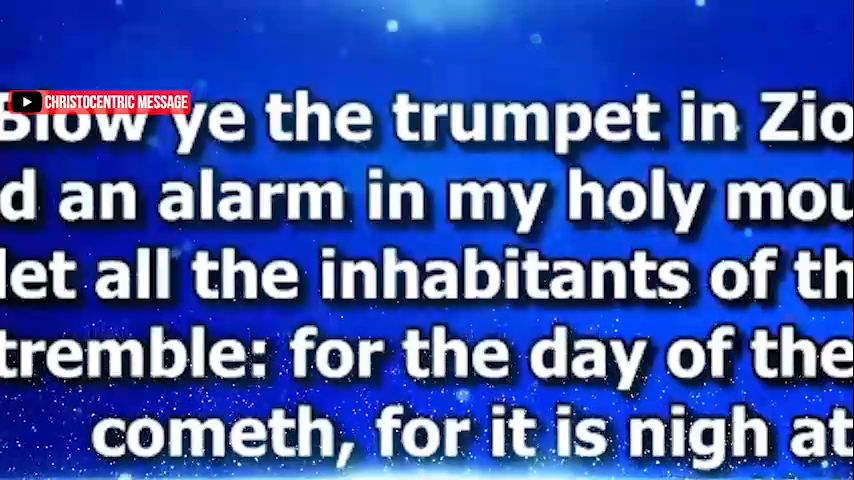 CHRISTOCENTRIC MESSAGE
Blow ye the trumpet in Zio
d an alarm in my holy mou
let all the inhabitants of th
tremble: for the day of the
cometh, for it is nigh at